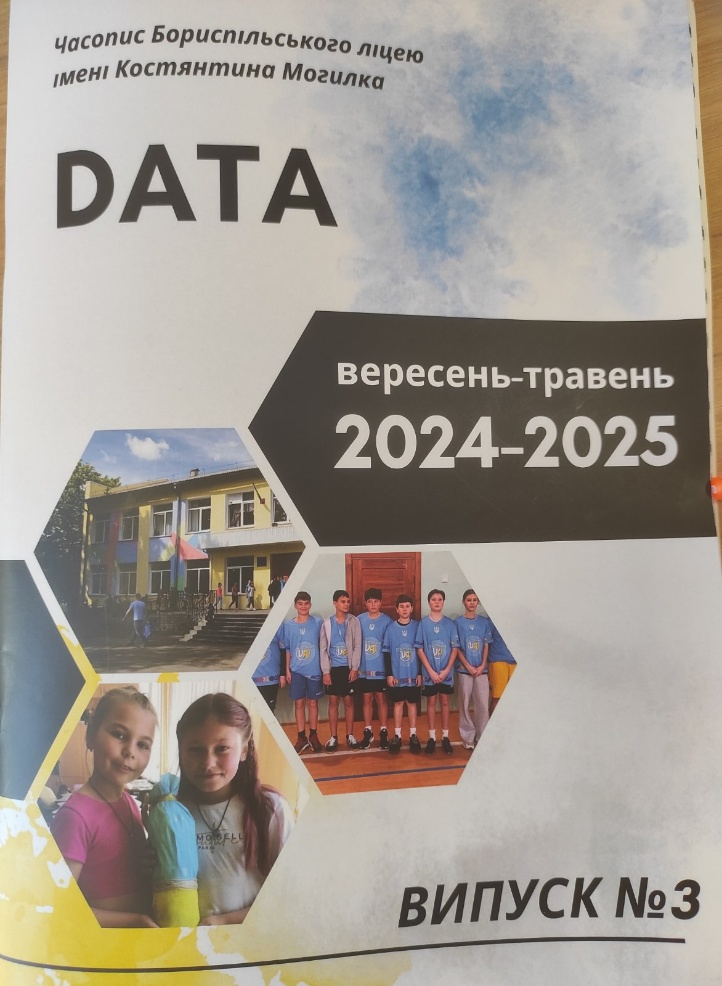 Часопис Бориспільського ліцею
імені Костянтина Могилка
DATA
вересень-травень
2024-2025
ВИПУСК №3